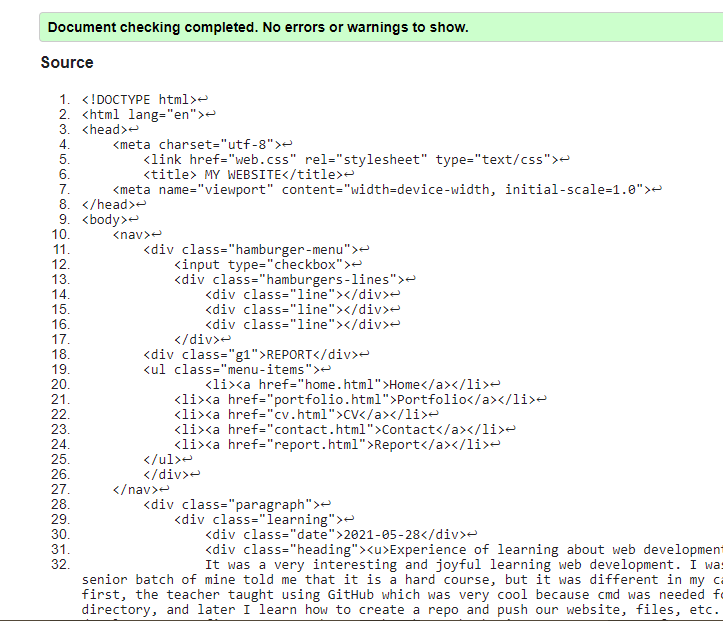 Document checking completed. No errors or warnings to show.
Source
1. <!DOCTYPE html>↩
2. <html lang="en">↩
3. <head>↩
4. <meta charset="utf-8">↩
5. <link href="web.css" rel="stylesheet" type="text/css">↩
6. <title> MY WEBSITE</title>↩
7. <meta name="viewport" content="width=device-width, initial-scale=1.0">↩
8. </head>↩
9. <body>↩
10. <nav>↩
11. <div class="hamburger-menu">↩
12. <input type="checkbox">↩
13. <div class="hamburgers-lines">↩
14. <div class="line"></div>↩
15. <div class="line"></div>↩
16. <div class="line"></div>↩
17. </div>↩
18. <div class="g1">REPORT</div>↩
19. <ul class="menu-items">↩
20. <li><a href="home.html">Home</a></li>↩
21. <li><a href="portfolio.html">Portfolio</a></li>↩
22. <li><a href="cv.html">CV</a></li>↩
23. <li><a href="contact.html">Contact</a></li>↩
24. <li><a href="report.html">Report</a></li>↩
25. </ul>↩
26. </div>↩
27. </nav>↩
28. <div class="paragraph">↩
29. <div class="learning">↩
30. <div class="date">2021-05-28</div>↩
31. <div class="heading"><u>Experience of learning about web development
32. It was a very interesting and joyful learning web development. I was
senior batch of mine told me that it is a hard course, but it was different in my
first, the teacher taught using GitHub which was very cool because cmd was needed
directory, and later I learn how to create a repo and push our website, files, etc.